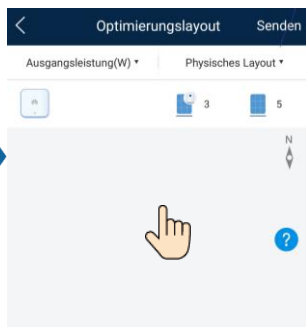 Optimierungslayout Senden
Ausgangsleistung(W) Physisches Layout
3 5
N
?